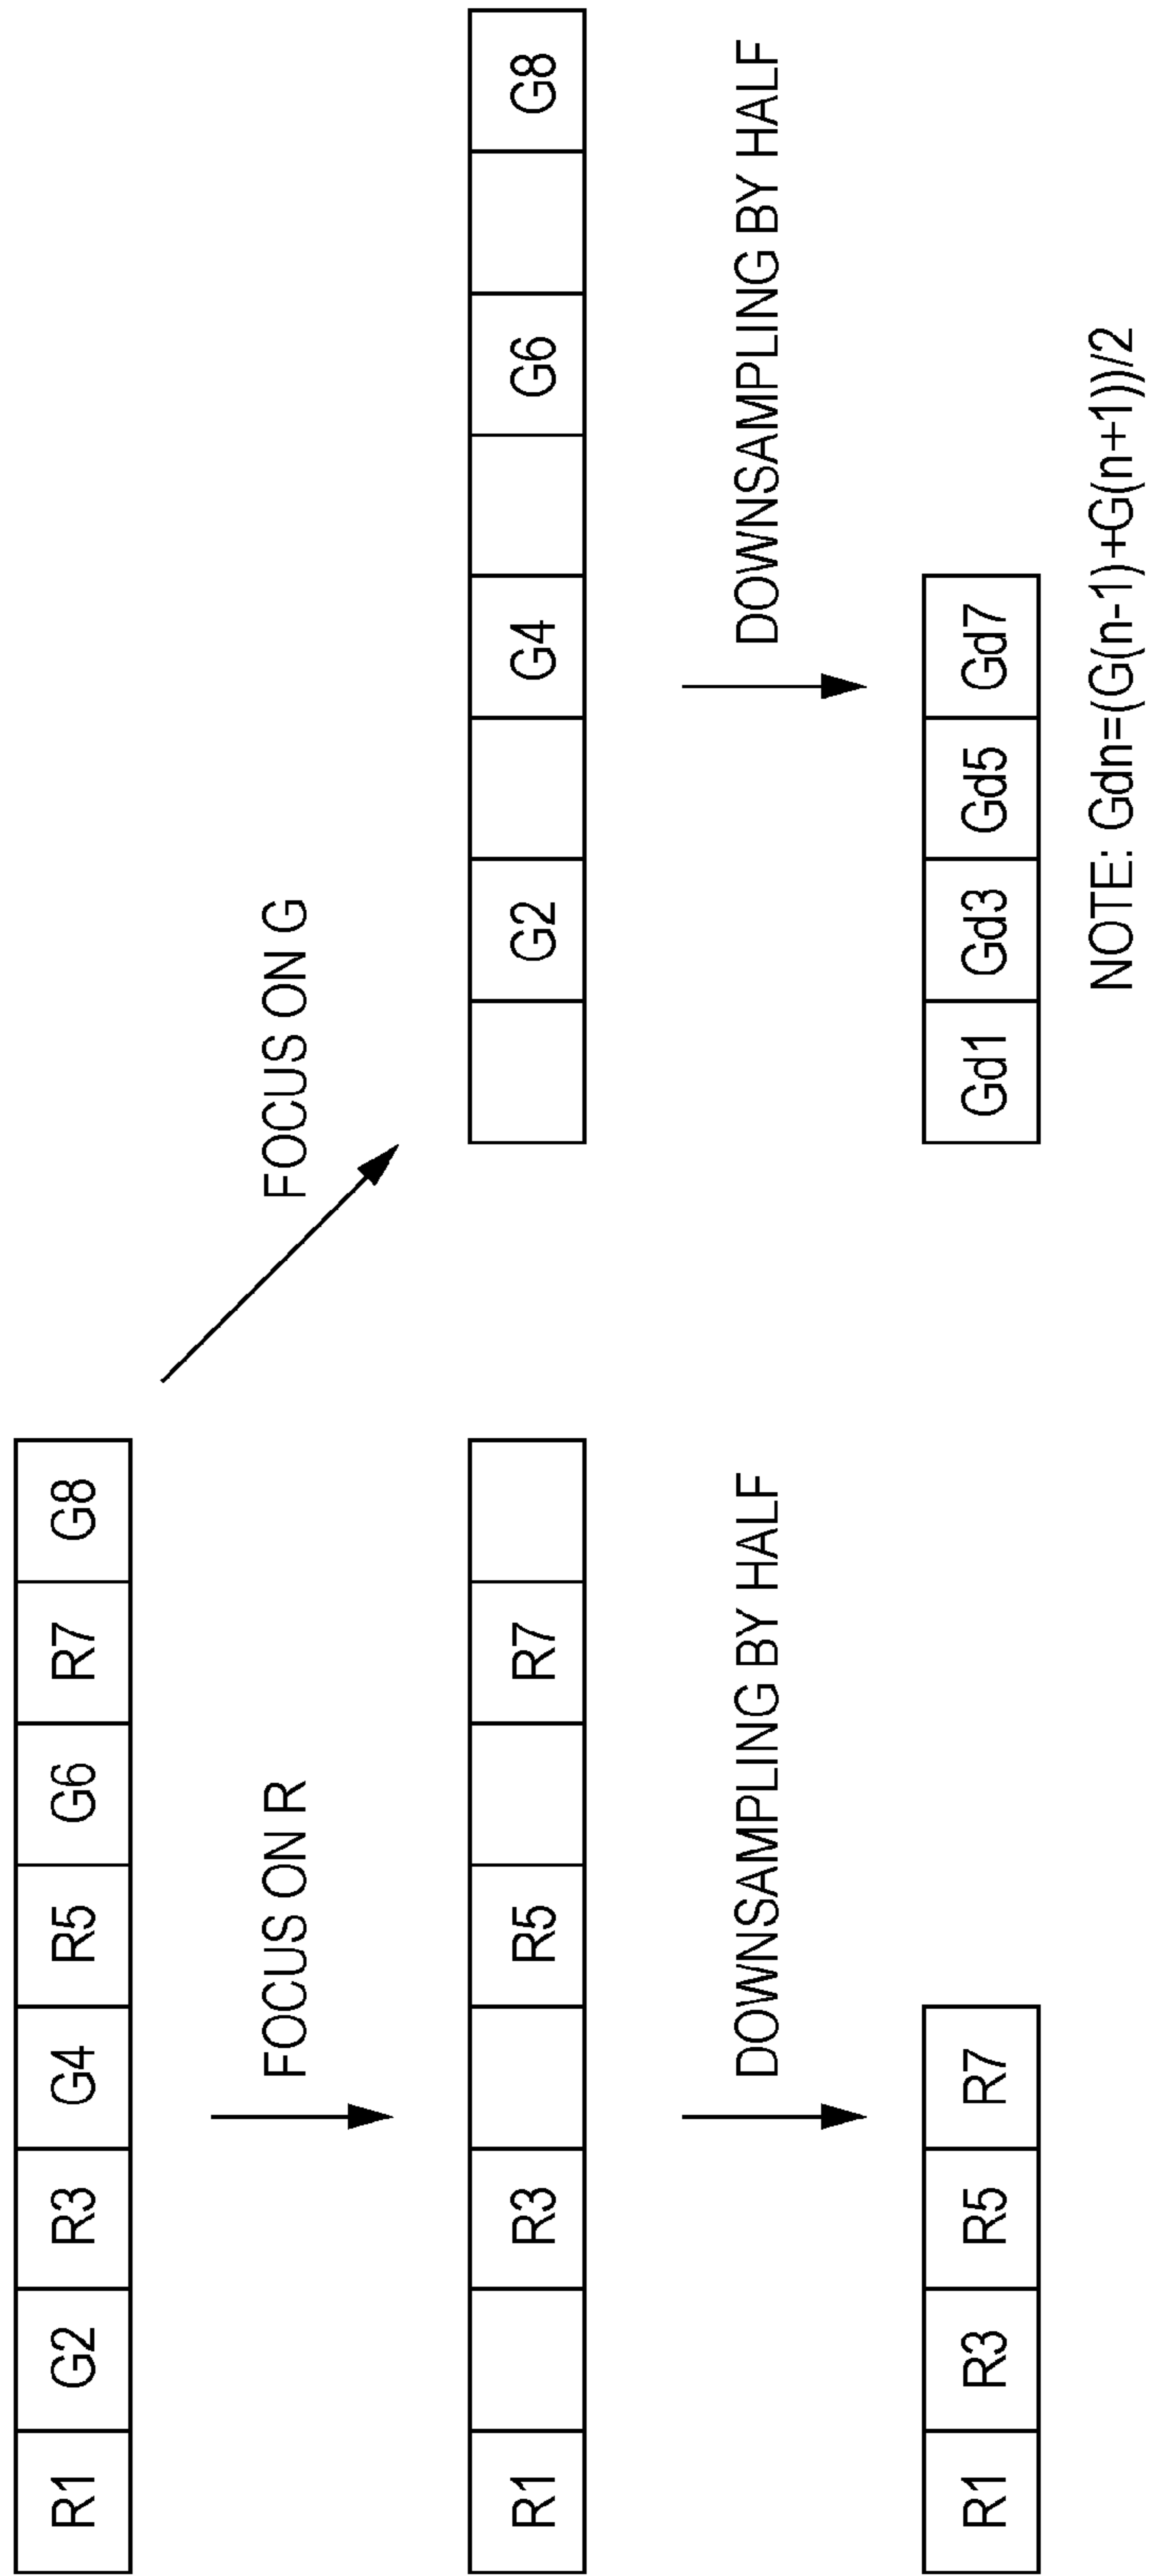 R1 G2 R3 G4 R5 G6 R7 G8
FOCUS ON R
FOCUS ON G
R1 R3 R5 R7
G2 G4 G6 G8
DOWNSAMPLING BY HALF
DOWNSAMPLING BY HALF
R1 R3 R5 R7
Gd1 Gd3 Gd5 Gd7
NOTE: Gdn=(G(n-1)+G(n+1))/2